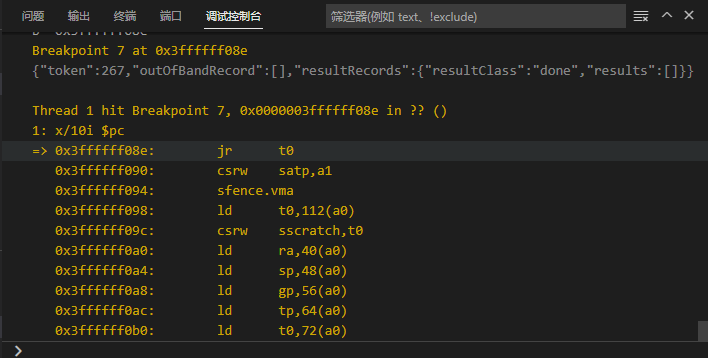 问题 输出 终端 端口 调试控制台 筛选器(例如 text、!exclude)
Breakpoint 7 at 0x3ffffff08e
{"token":267,"outOfBandRecord":[],"resultRecords":{"resultClass":"done","results":[]}}
Thread 1 hit Breakpoint 7, 0x0000003ffffff08e in ?? ()
1: x/10i $pc
=> 0x3ffffff08e: jr t0
0x3ffffff090: csrw satp,a1
0x3ffffff094: sfence.vma
0x3ffffff098: ld t0,112(a0)
0x3ffffff09c: csrw sscratch,t0
0x3ffffff0a0: ld ra,40(a0)
0x3ffffff0a4: ld sp,48(a0)
0x3ffffff0a8: ld gp,56(a0)
0x3ffffff0ac: ld tp,64(a0)
0x3ffffff0b0: ld t0,72(a0)